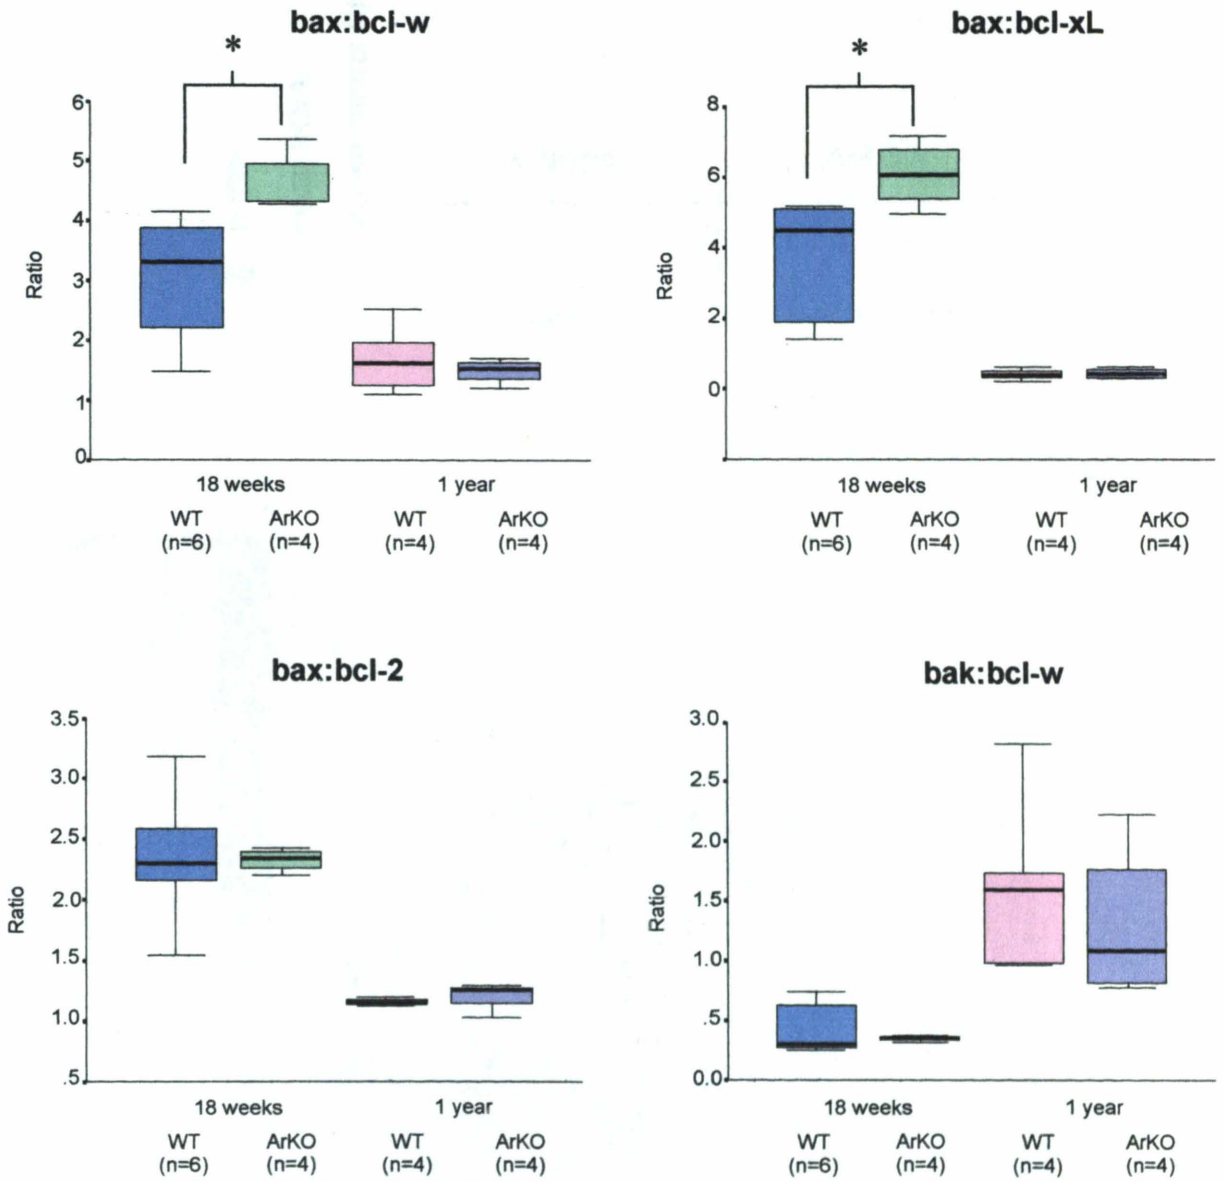 bax:bcl-w
*
6
5
4
3
2
1
0
Ratio
18 weeks 1 year
WT ArKO WT ArKO
(n=6) (n=4) (n=4) (n=4)
bax:bcl-xL
*
8
6
4
2
0
Ratio
18 weeks 1 year
WT ArKO WT ArKO
(n=6) (n=4) (n=4) (n=4)
bax:bcl-2
3.5
3.0
2.5
2.0
1.5
1.0
.5
Ratio
18 weeks 1 year
WT ArKO WT ArKO
(n=6) (n=4) (n=4) (n=4)
bak:bcl-w
3.0
2.5
2.0
1.5
1.0
.5
0.0
Ratio
18 weeks 1 year
WT ArKO WT ArKO
(n=6) (n=4) (n=4) (n=4)